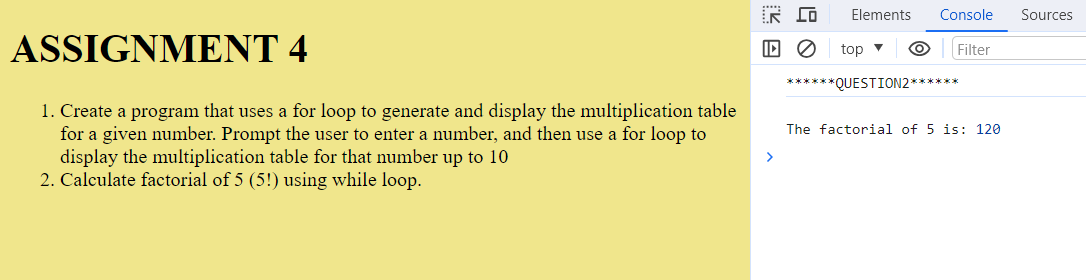 ASSIGNMENT 4
1. Create a program that uses a for loop to generate and display the multiplication table
for a given number. Prompt the user to enter a number, and then use a for loop to
display the multiplication table for that number up to 10
2. Calculate factorial of 5 (5!) using while loop.
Elements Console Sources
top ▼ Filter
******QUESTION2******
The factorial of 5 is: 120
>